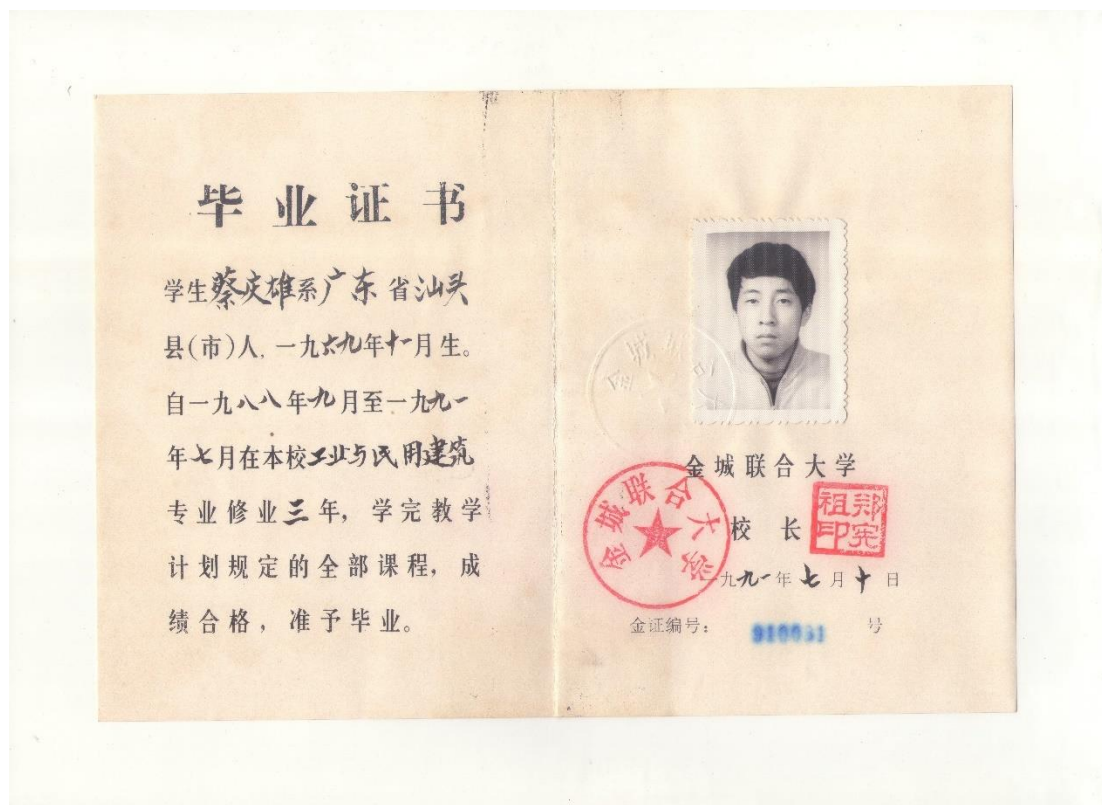 毕业证书
学生蔡庆雄系广东省汕头
县(市)人,一九六九年十一月生。
自一九八八年九月至一九九一
年七月在本校工业与民用建筑
专业修业三年,学完教学
计划规定的全部课程,成
绩合格,准予毕业。
金城联合大学
金城联合大学
校长
郑宪
祖印
一九九一年七月十日
金证编号: 910031 号